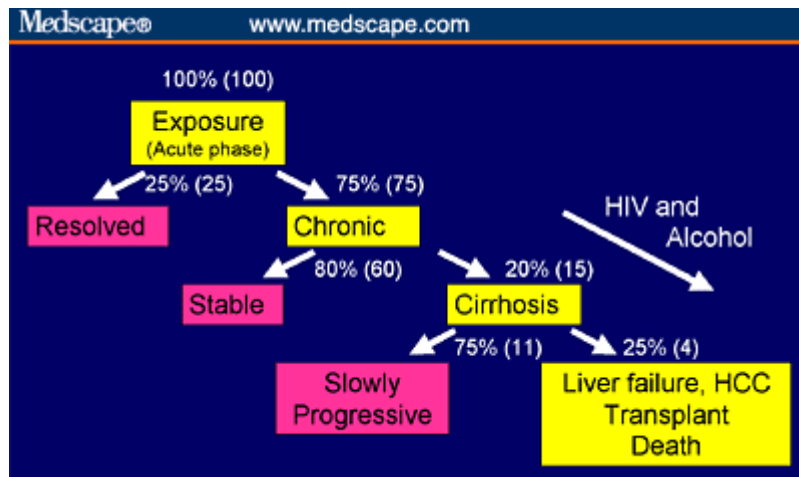 Medscape® www.medscape.com
100% (100)
Exposure
(Acute phase)
25% (25) 75% (75)
Resolved
Chronic
HIV and
Alcohol
80% (60) 20% (15)
Stable
Cirrhosis
75% (11) 25% (4)
Slowly
Progressive
Liver failure, HCC
Transplant
Death